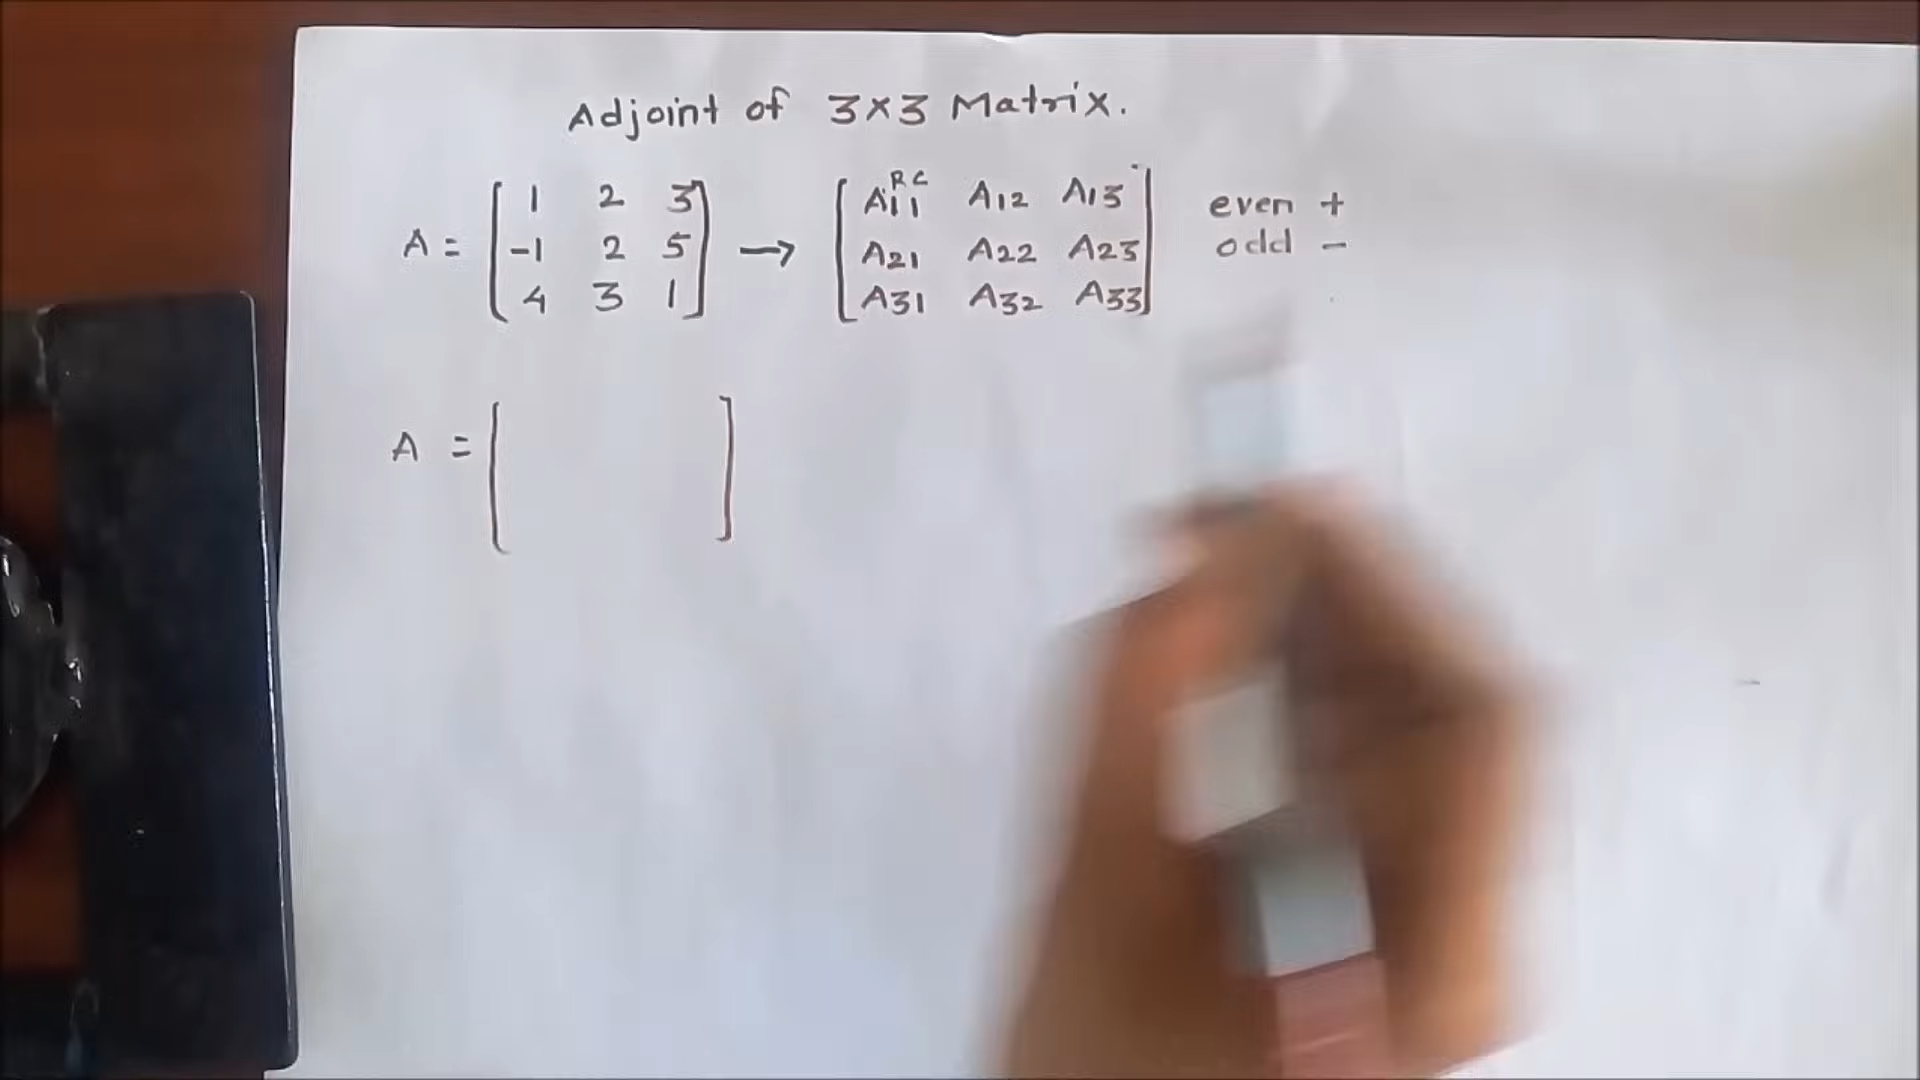 Adjoint of 3×3 Matrix.
A = [ 1 2 3 ] → [ A11 A12 A13 ] even +
R C
[ -1 2 5 ] [ A21 A22 A23 ] odd -
[ 4 3 1 ] [ A31 A32 A33 ]
A = [ ]